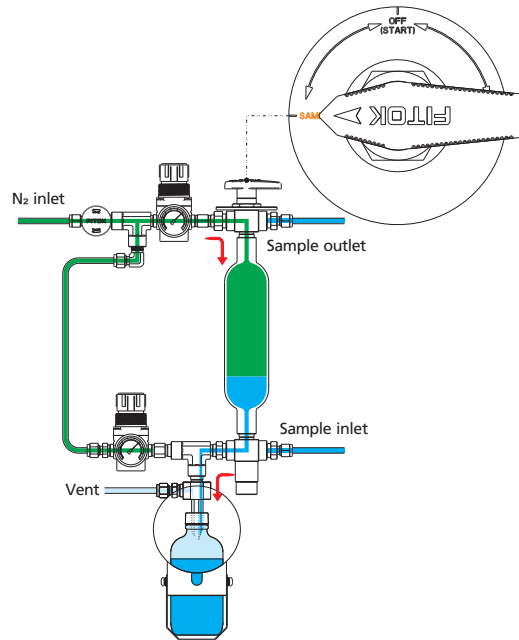 OFF
(START)
SAM
FITOK
N₂ inlet
FITOK
Sample outlet
Sample inlet
Vent